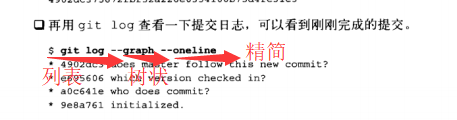 再用 git log 查看一下提交日志，可以看到刚刚完成的提交。
$ git log --graph --oneline
精简
列表 树状
* 4902dc3 does master follow this new commit?
* e695606 which version checked in?
* a0c641e who does commit?
* 9e8a761 initialized.